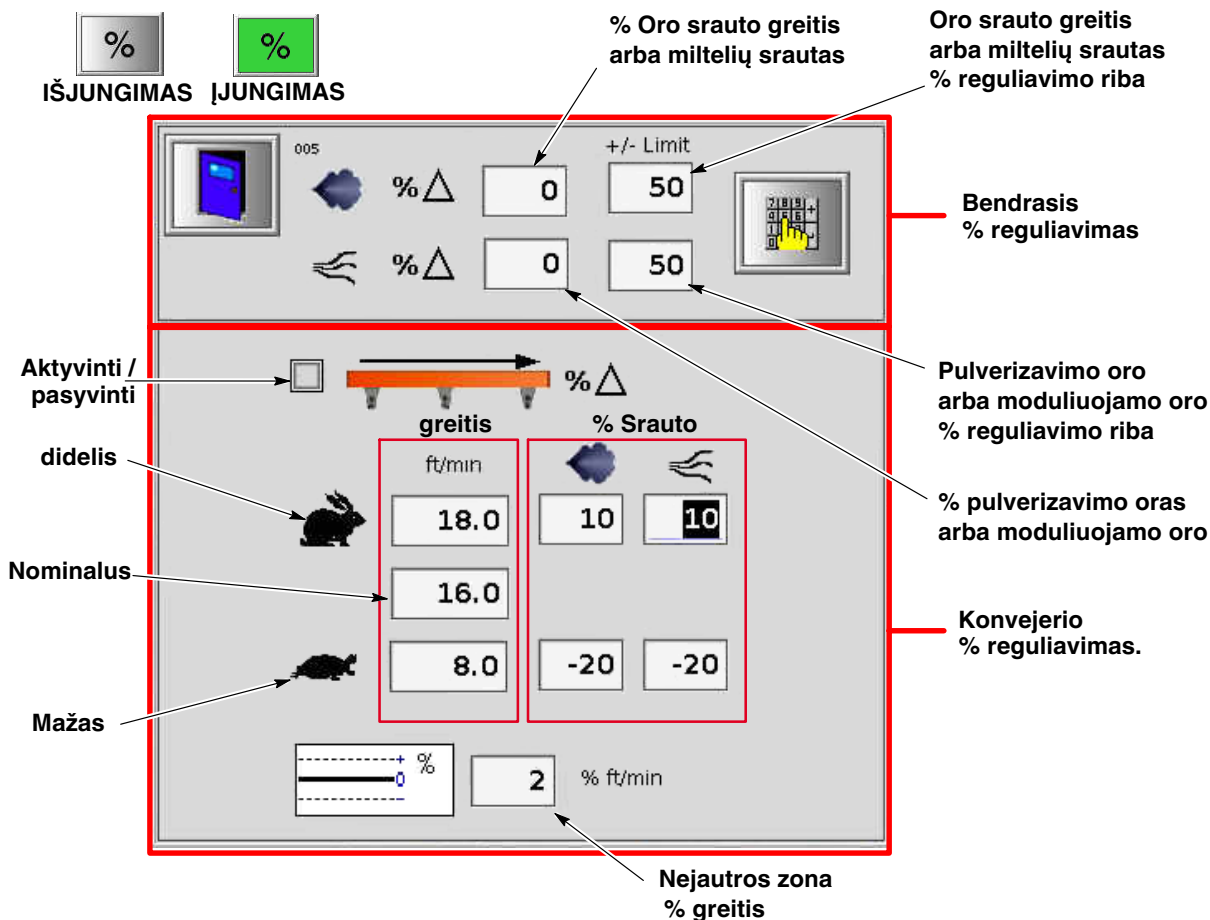 %
%
IŠJUNGIMAS
ĮJUNGIMAS
% Oro srauto greitis
arba miltelių srautas
Oro srauto greitis
arba miltelių srautas
% reguliavimo riba
005
+/- Limit
%△
0
50
%△
0
50
Bendrasis
% reguliavimas
Aktyvinti /
pasyvinti
%△
Pulverizavimo oro
arba moduliuojamo oro
% reguliavimo riba
greitis
% Srauto
didelis
ft/min
18.0
10
10
% pulverizavimo oras
arba moduliuojamo oro
Nominalus
16.0
Konvejerio
% reguliavimas.
8.0
-20
-20
Mažas
+
%
0
–
2
% ft/min
Nejautros zona
% greitis